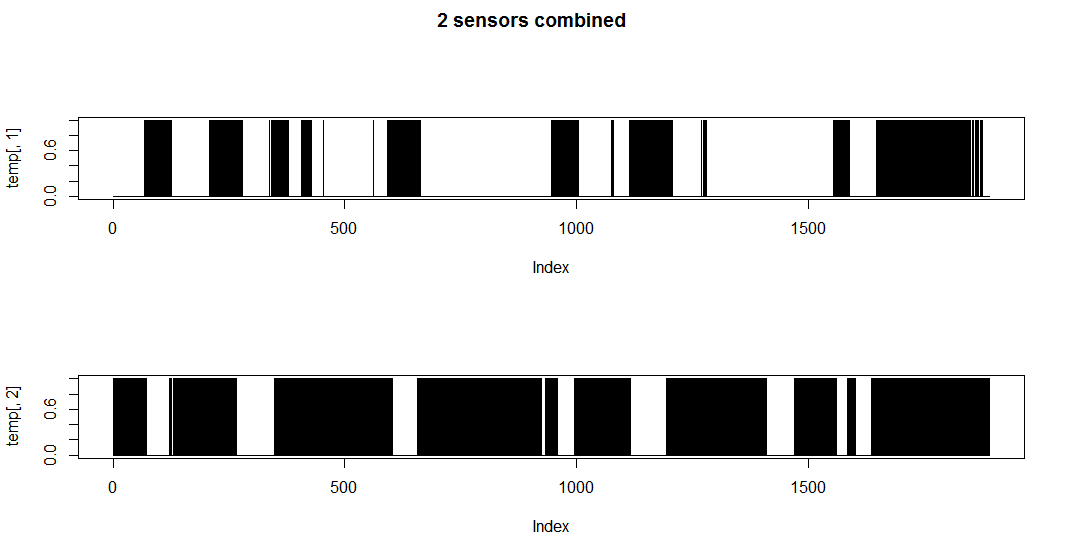 2 sensors combined
temp[, 1]
0.0 0.6
0 500 1000 1500
Index
temp[, 2]
0.0 0.6
0 500 1000 1500
Index